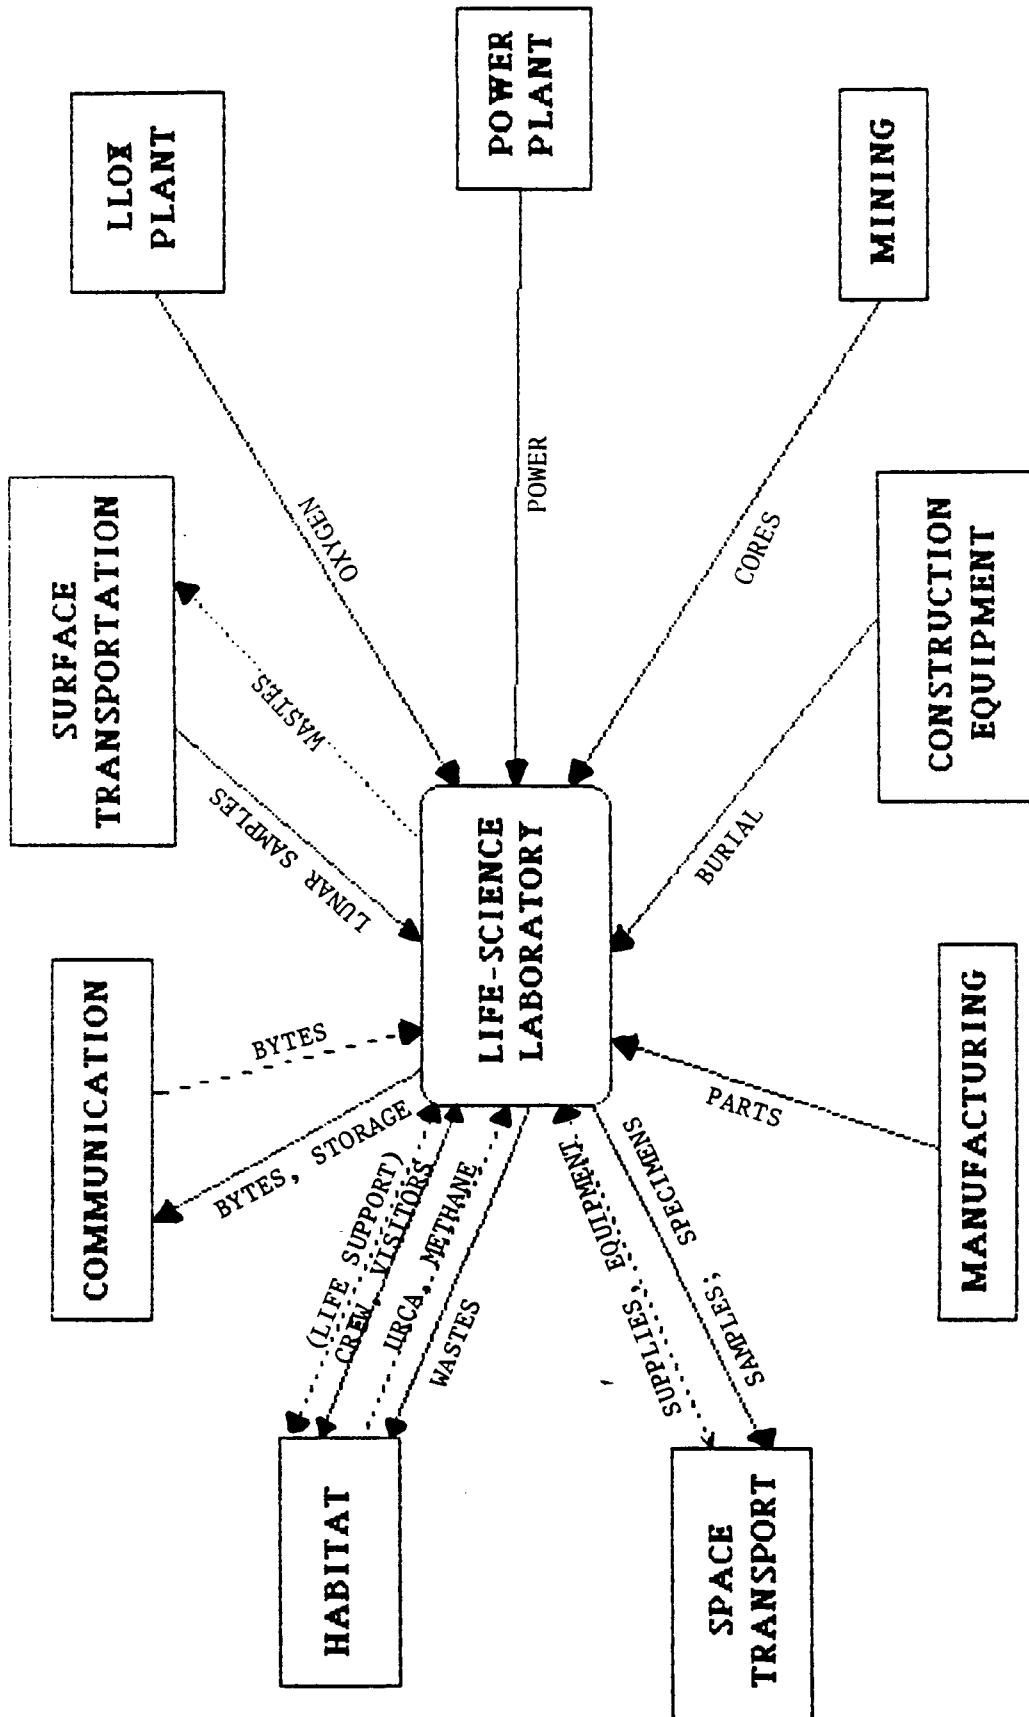 HABITAT
COMMUNICATION
SURFACE
TRANSPORTATION
LLOX
PLANT
POWER
PLANT
MINING
CONSTRUCTION
EQUIPMENT
MANUFACTURING
SPACE
TRANSPORT
LIFE-SCIENCE
LABORATORY
(LIFE SUPPORT)
CREW, VISITORS
URCA, METHANE
WASTES
BYTES, STORAGE
BYTES
LUNAR SAMPLES
WASTES
OXYGEN
POWER
CORES
BURIAL
PARTS
SUPPLIES, EQUIPMENT
SAMPLES, SPECIMENS